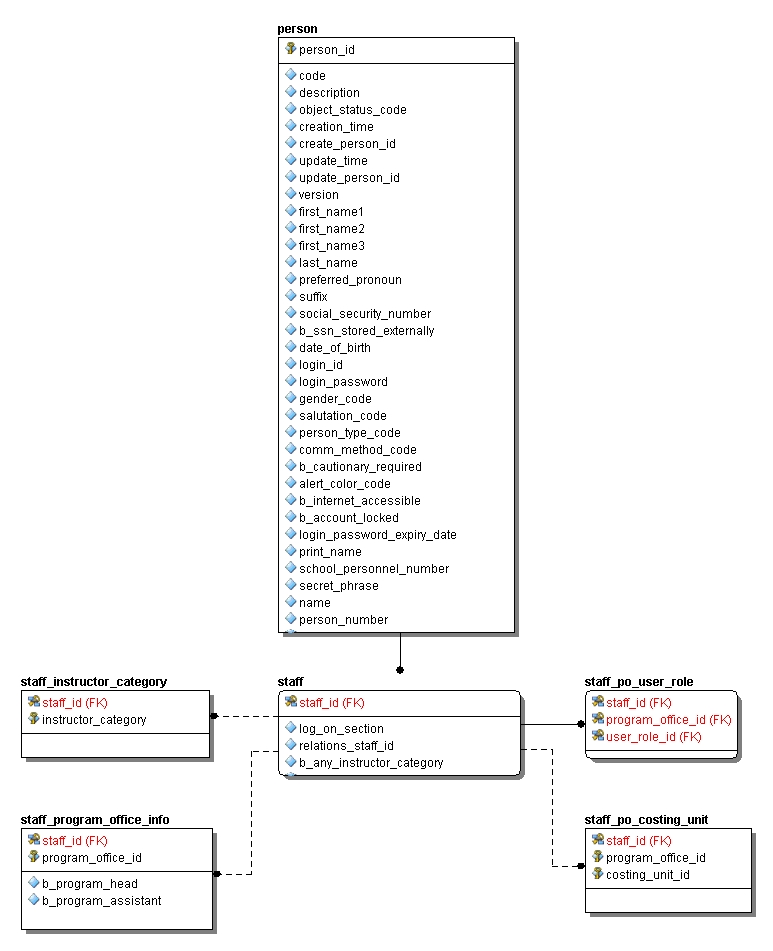 person
person_id
code
description
object_status_code
creation_time
create_person_id
update_time
update_person_id
version
first_name1
first_name2
first_name3
last_name
preferred_pronoun
suffix
social_security_number
b_ssn_stored_externally
date_of_birth
login_id
login_password
gender_code
salutation_code
person_type_code
comm_method_code
b_cautionary_required
alert_color_code
b_internet_accessible
b_account_locked
login_password_expiry_date
print_name
school_personnel_number
secret_phrase
name
person_number
staff_instructor_category
staff_id (FK)
instructor_category
staff
staff_id (FK)
log_on_section
relations_staff_id
b_any_instructor_category
staff_po_user_role
staff_id (FK)
program_office_id (FK)
user_role_id (FK)
staff_program_office_info
staff_id (FK)
program_office_id
b_program_head
b_program_assistant
staff_po_costing_unit
staff_id (FK)
program_office_id
costing_unit_id